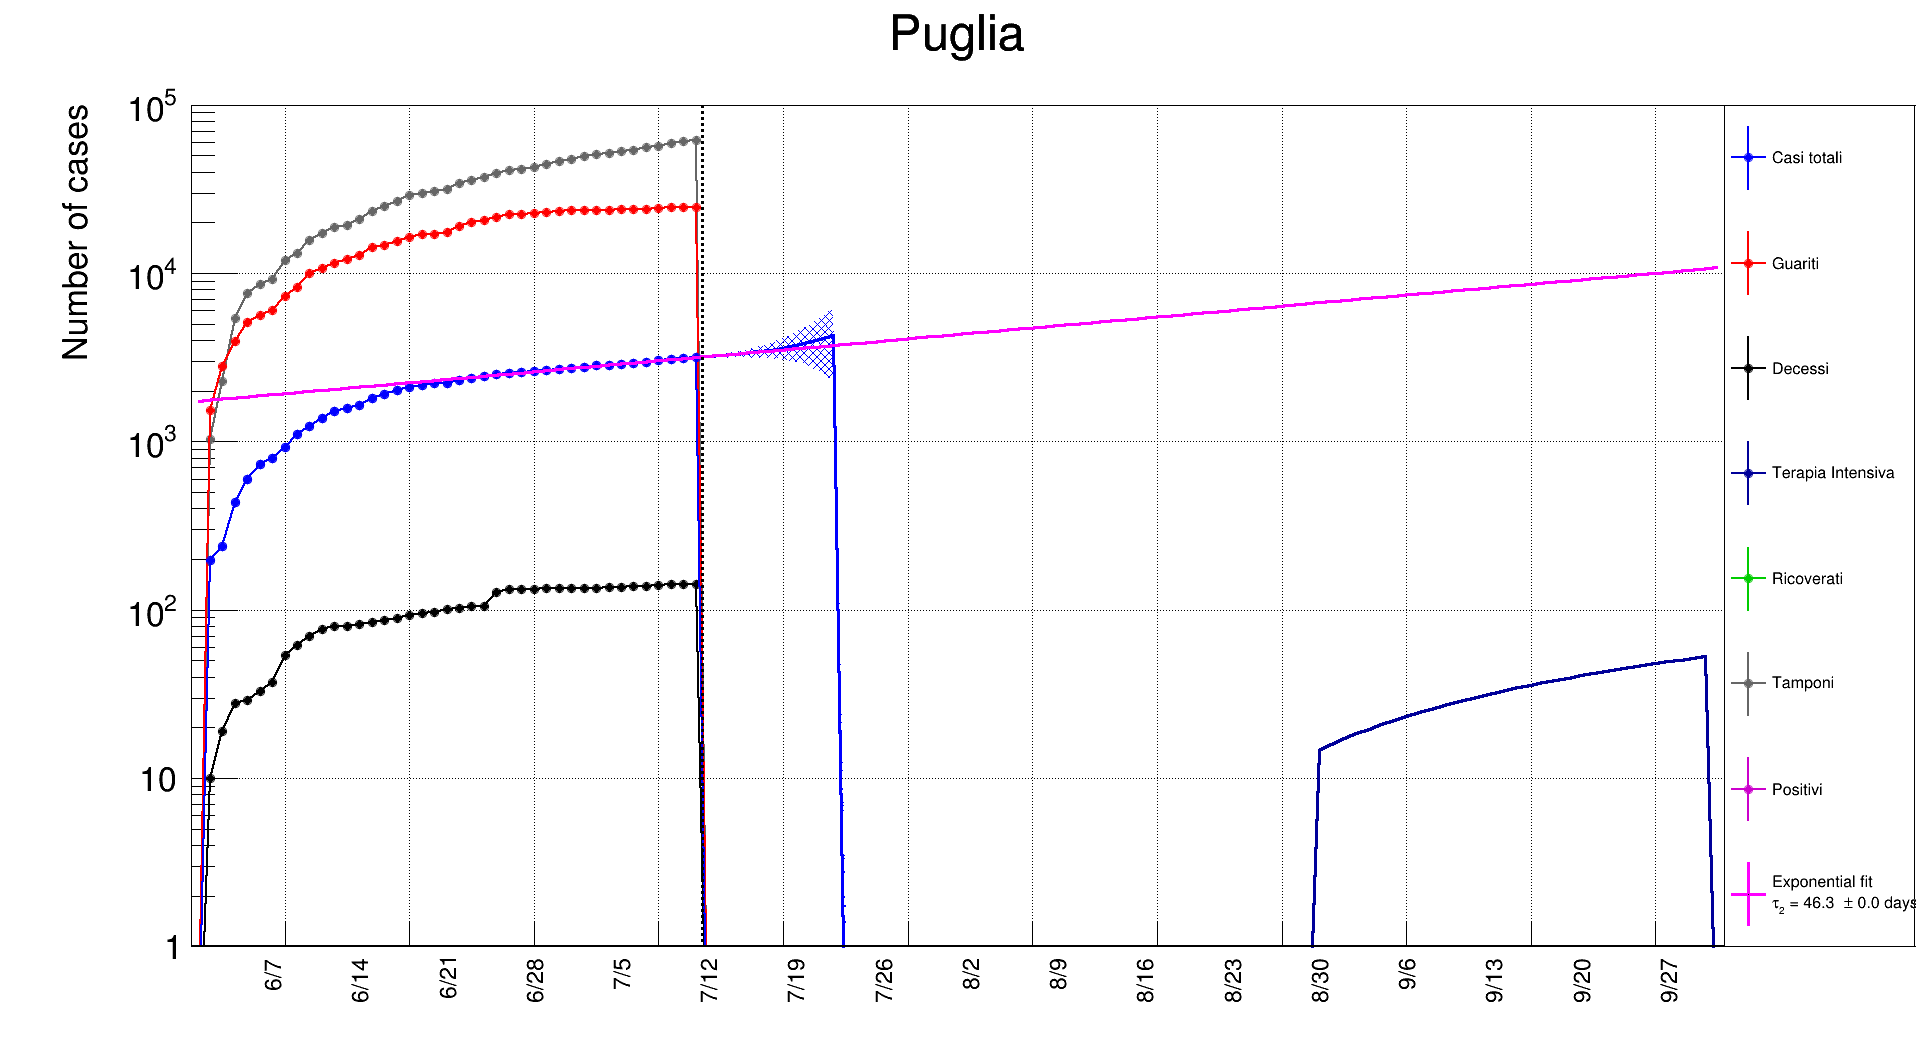 Puglia
Number of cases
10^5
10^4
10^3
10^2
10
1
6/7
6/14
6/21
6/28
7/5
7/12
7/19
7/26
8/2
8/9
8/16
8/23
8/30
9/6
9/13
9/20
9/27
Casi totali
Guariti
Decessi
Terapia Intensiva
Ricoverati
Tamponi
Positivi
Exponential fit
τ₂ = 46.3 ± 0.0 days